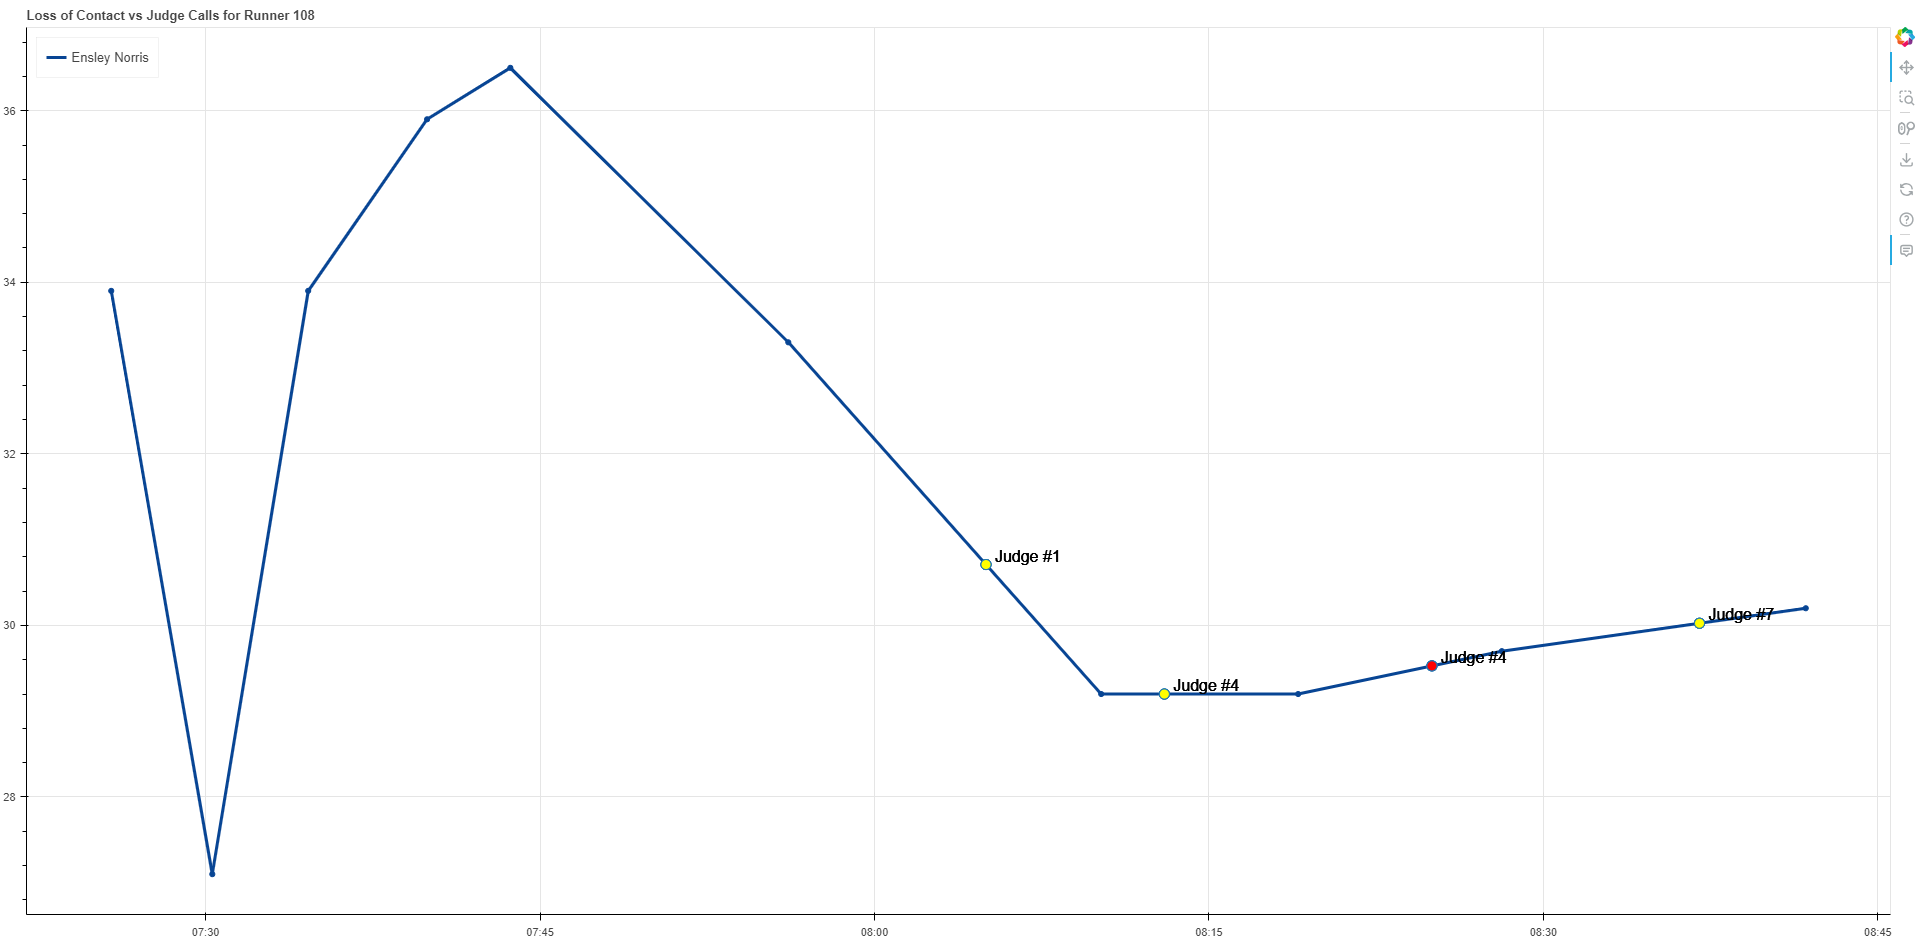 Loss of Contact vs Judge Calls for Runner 108
Ensley Norris
36
34
32
30
28
Judge #1
Judge #7
Judge #4
Judge #4
07:30
07:45
08:00
08:15
08:30
08:45